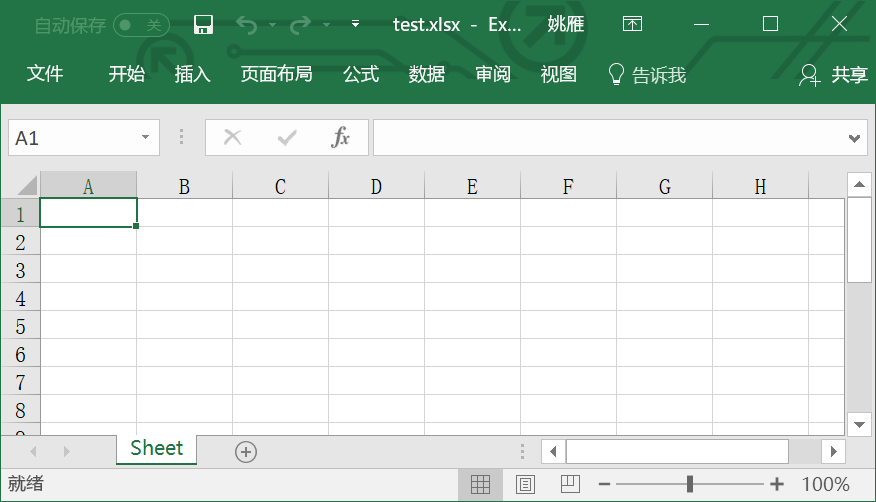 自动保存 关 test.xlsx - Ex... 姚雁
文件 开始 插入 页面布局 公式 数据 审阅 视图 告诉我 共享
A1 fx
A B C D E F G H
1
2
3
4
5
6
7
8
9
Sheet
就绪 100%